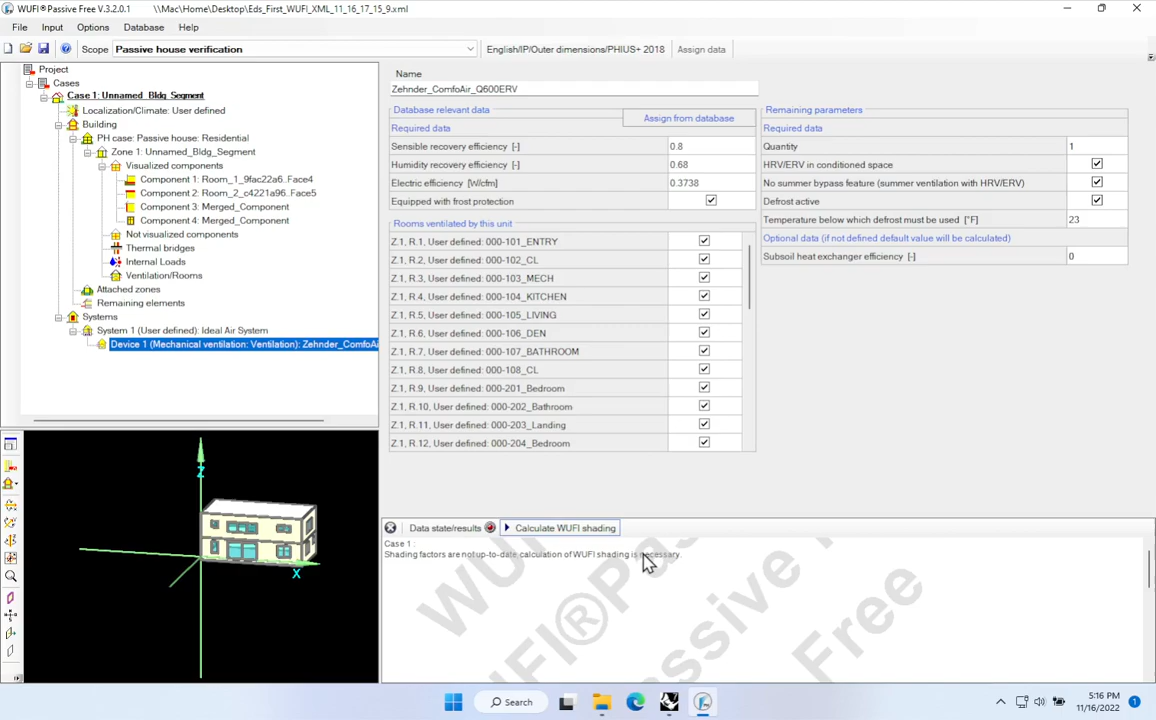 WUFI®Passive Free V.3.2.0.1 \\Mac\Home\Desktop\Eds_First_WUFI_XML_11_16_17_15_9.xml
File Input Options Database Help
Scope Passive house verification English/IP/Outer dimensions/PHIUS+ 2018 Assign data
Project
Cases
Case 1: Unnamed_Bldg_Segment
Localization/Climate: User defined
Building
PH case: Passive house: Residential
Zone 1: Unnamed_Bldg_Segment
Visualized components
Component 1: Room_1_9fac22a6..Face4
Component 2: Room_2_c4221a96..Face5
Component 3: Merged_Component
Component 4: Merged_Component
Not visualized components
Thermal bridges
Internal Loads
Ventilation/Rooms
Attached zones
Remaining elements
Systems
System 1 (User defined): Ideal Air System
Device 1 (Mechanical ventilation: Ventilation): Zehnder_ComfoAi
Z
X
Name
Zehnder_ComfoAir_Q600ERV
Database relevant data Assign from database
Required data
Sensible recovery efficiency [-] 0.8
Humidity recovery efficiency [-] 0.68
Electric efficiency [W/cfm] 0.3738
Equipped with frost protection
Rooms ventilated by this unit
Z.1, R.1, User defined: 000-101_ENTRY
Z.1, R.2, User defined: 000-102_CL
Z.1, R.3, User defined: 000-103_MECH
Z.1, R.4, User defined: 000-104_KITCHEN
Z.1, R.5, User defined: 000-105_LIVING
Z.1, R.6, User defined: 000-106_DEN
Z.1, R.7, User defined: 000-107_BATHROOM
Z.1, R.8, User defined: 000-108_CL
Z.1, R.9, User defined: 000-201_Bedroom
Z.1, R.10, User defined: 000-202_Bathroom
Z.1, R.11, User defined: 000-203_Landing
Z.1, R.12, User defined: 000-204_Bedroom
Remaining parameters
Required data
Quantity 1
HRV/ERV in conditioned space
No summer bypass feature (summer ventilation with HRV/ERV)
Defrost active
Temperature below which defrost must be used [°F] 23
Optional data (if not defined default value will be calculated)
Subsoil heat exchanger efficiency [-] 0
Data state/results Calculate WUFI shading
Case 1 :
Shading factors are not up-to-date calculation of WUFI shading is necessary.
WUFI®Pas
WUFI®Passive
Free
Search
5:16 PM
11/16/2022
1